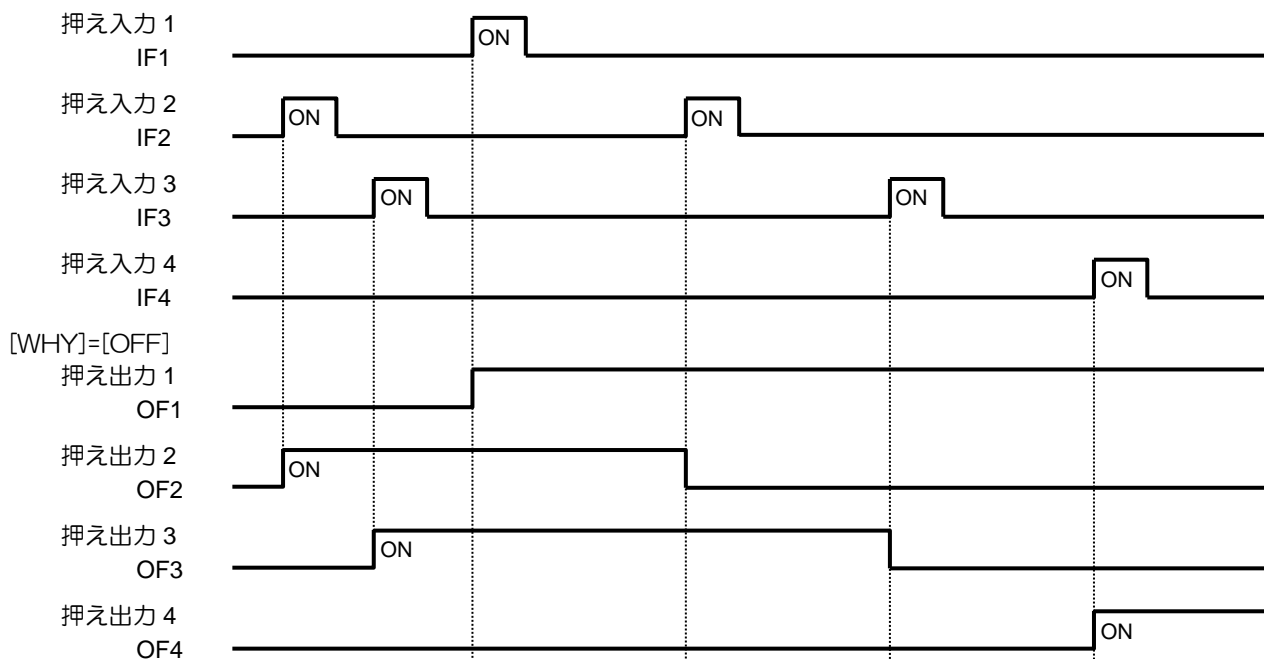 押え入力 1
ON
IF1
押え入力 2
ON
ON
IF2
押え入力 3
ON
ON
IF3
押え入力 4
ON
IF4
[WHY]=[OFF]
押え出力 1
OF1
押え出力 2
ON
OF2
押え出力 3
ON
OF3
押え出力 4
ON
OF4